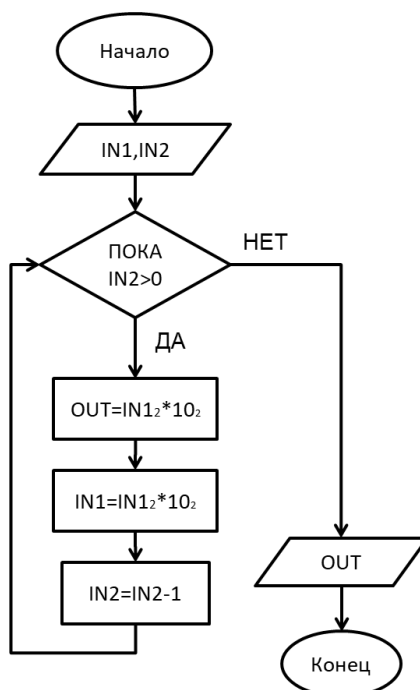 Начало
IN1,IN2
ПОКА
IN2>0
НЕТ
ДА
OUT=IN1₂*10₂
IN1=IN1₂*10₂
IN2=IN2-1
OUT
Конец